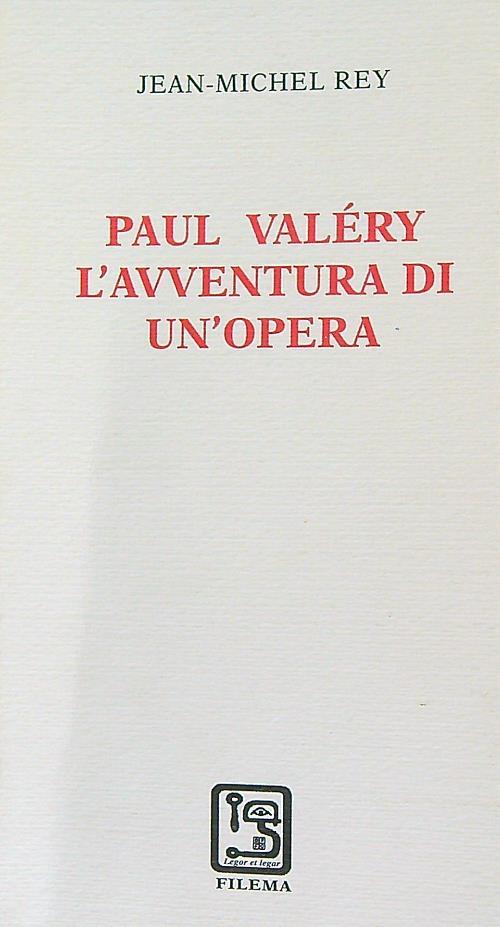 JEAN-MICHEL REY
PAUL VALÉRY
L'AVVENTURA DI
UN'OPERA
Legor et legar
FILEMA